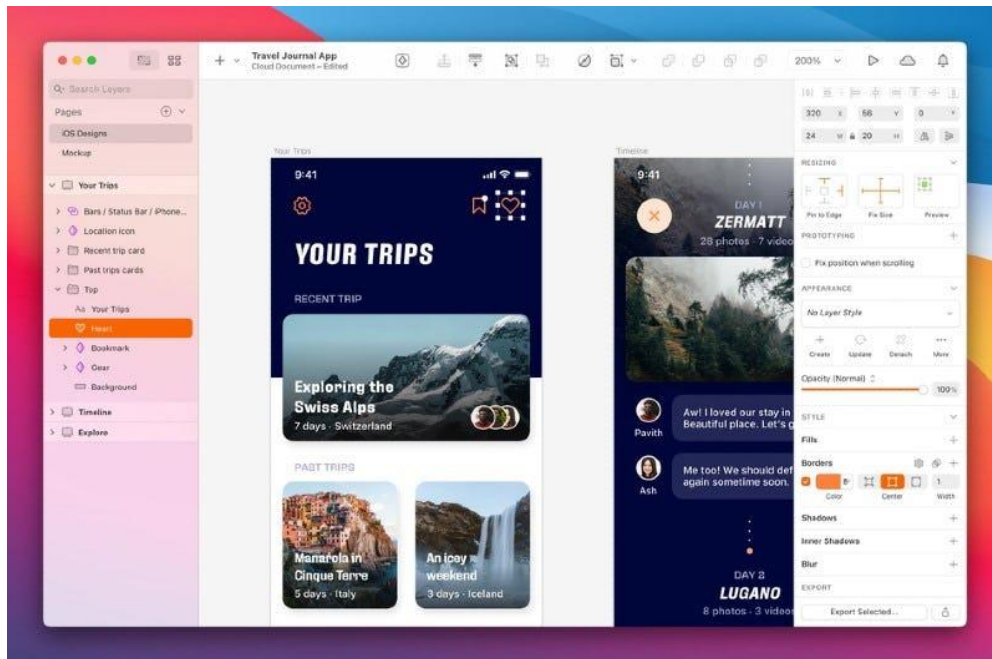 Travel Journal App
Cloud Document – Edited
200%
Search Layers
Pages
iOS Designs
Mockup
Your Trips
Bars / Status Bar / iPhone...
Location icon
Recent trip card
Past trips cards
Top
Aa Your Trips
Heart
Bookmark
Gear
Background
Timeline
Explore
Your Trips
9:41
YOUR TRIPS
RECENT TRIP
Exploring the
Swiss Alps
7 days · Switzerland
PAST TRIPS
Manarola in
Cinque Terre
5 days · Italy
An icey
weekend
3 days · Iceland
Timeline
9:41
DAY 1
ZERMATT
28 photos · 7 video
Aw! I loved our stay in
Beautiful place. Let's g
Pavith
Me too! We should def
again sometime soon.
Ash
DAY 2
LUGANO
8 photos · 3 videos
320 X 56 Y 0 °
24 W 20 H
RESIZING
Pin to Edge Fix Size Preview
PROTOTYPING
Fix position when scrolling
APPEARANCE
No Layer Style
Create Update Detach More
Opacity (Normal) 100%
STYLE
Fills
Borders
1
Color Center Width
Shadows
Inner Shadows
Blur
EXPORT
Export Selected...